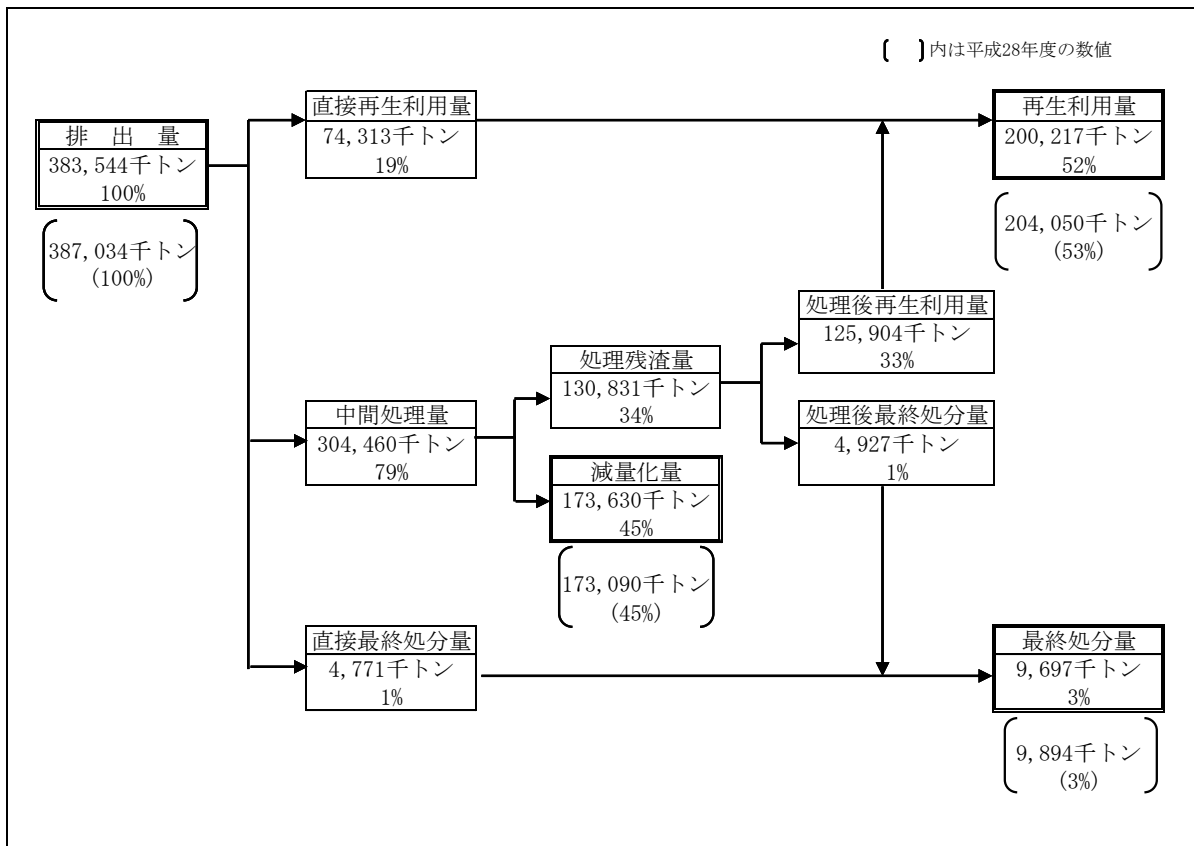 〔 〕内は平成28年度の数値
排 出 量
383,544千トン
100%
387,034千トン
(100%)
直接再生利用量
74,313千トン
19%
再生利用量
200,217千トン
52%
204,050千トン
(53%)
中間処理量
304,460千トン
79%
処理残渣量
130,831千トン
34%
減量化量
173,630千トン
45%
173,090千トン
(45%)
処理後再生利用量
125,904千トン
33%
処理後最終処分量
4,927千トン
1%
直接最終処分量
4,771千トン
1%
最終処分量
9,697千トン
3%
9,894千トン
(3%)